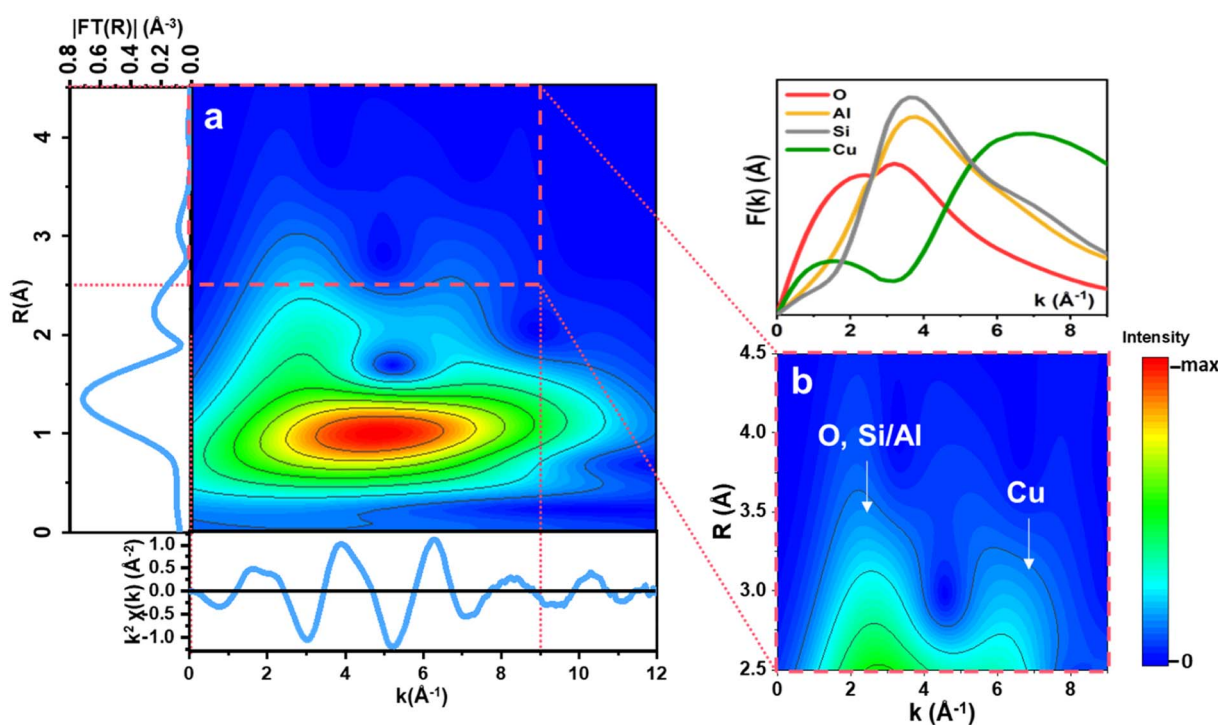 |FT(R)| (Å⁻³)
0.8 0.6 0.4 0.2 0.0
a
4
3
2
1
0
R(Å)
1.0
0.5
0.0
-0.5
-1.0
k² χ(k) (Å⁻²)
0 2 4 6 8 10 12
k(Å⁻¹)
O
Al
Si
Cu
F(k) (Å)
k (Å⁻¹)
0 2 4 6 8
b
4.5
4.0
3.5
3.0
2.5
R (Å)
O, Si/Al
Cu
0 2 4 6 8
k (Å⁻¹)
Intensity
max
0